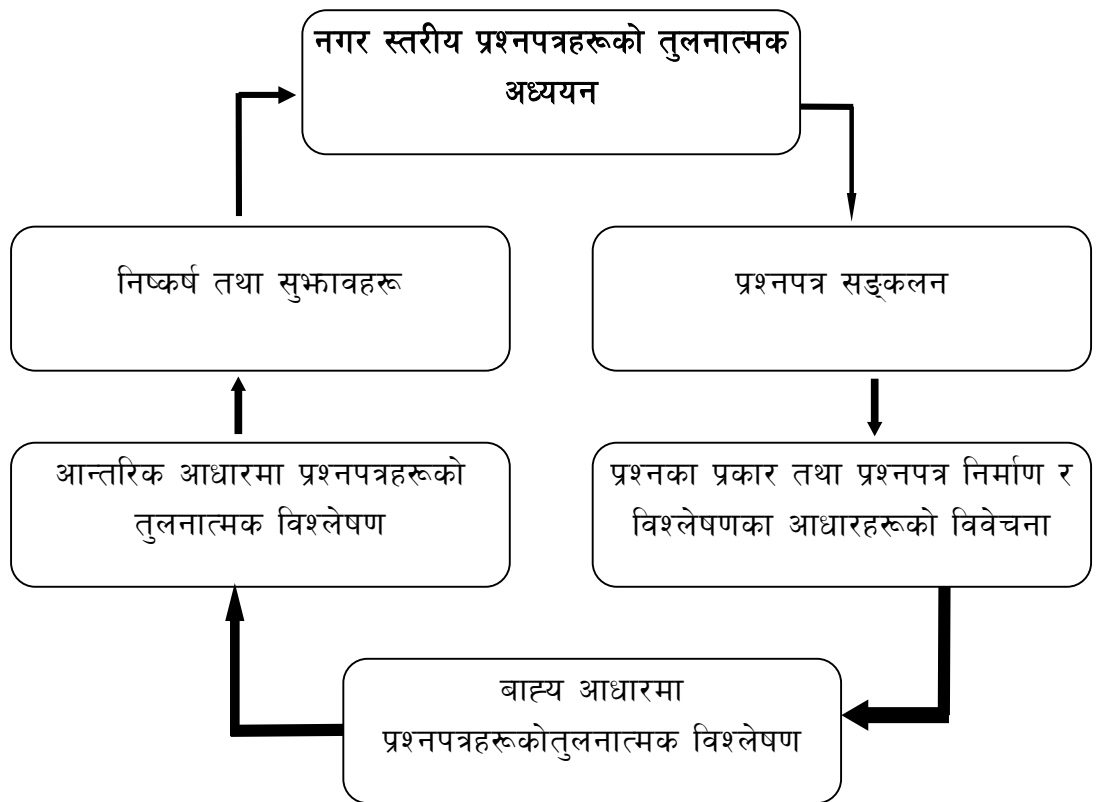 नगर स्तरीय प्रश्नपत्रहरूको तुलनात्मक
अध्ययन
निष्कर्ष तथा सुझावहरू
प्रश्नपत्र सङ्कलन
आन्तरिक आधारमा प्रश्नपत्रहरूको
तुलनात्मक विश्लेषण
प्रश्नका प्रकार तथा प्रश्नपत्र निर्माण र
विश्लेषणका आधारहरूको विवेचना
बाह्य आधारमा
प्रश्नपत्रहरूकोतुलनात्मक विश्लेषण